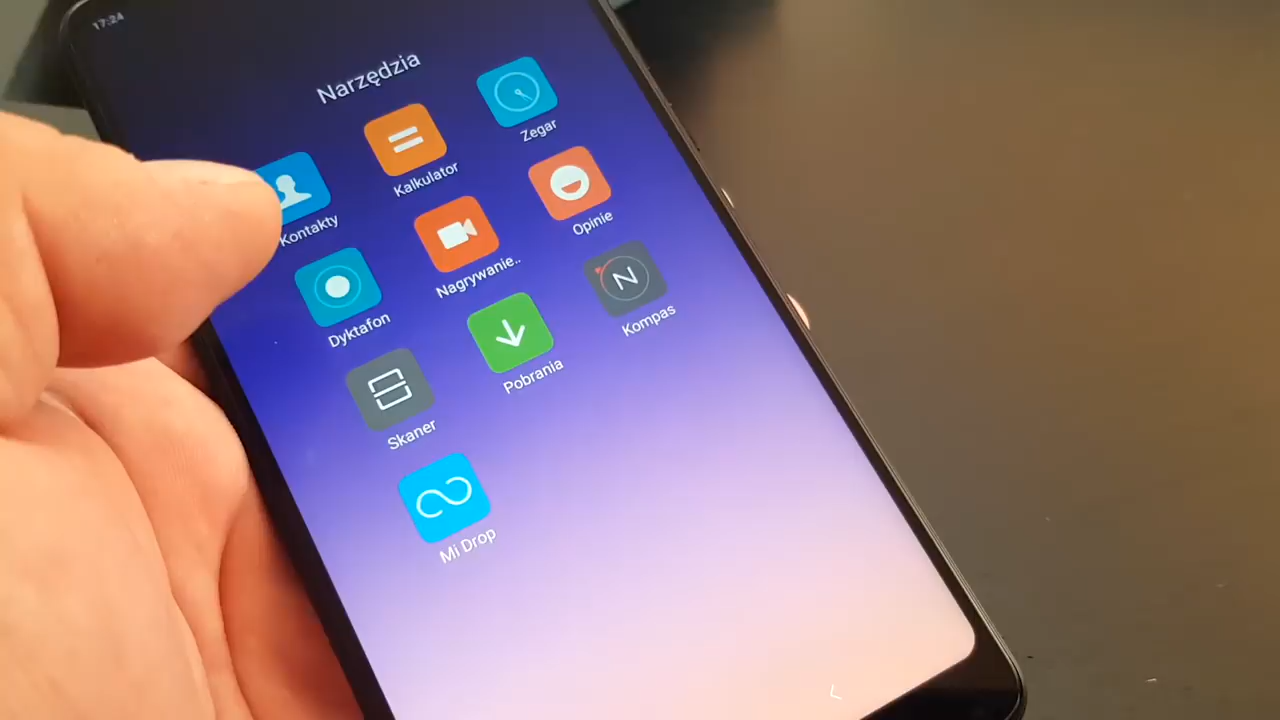 17:24
Narzędzia
Kontakty
Kalkulator
Zegar
Dyktafon
Nagrywanie..
Opinie
Skaner
Pobrania
N
Kompas
Mi Drop